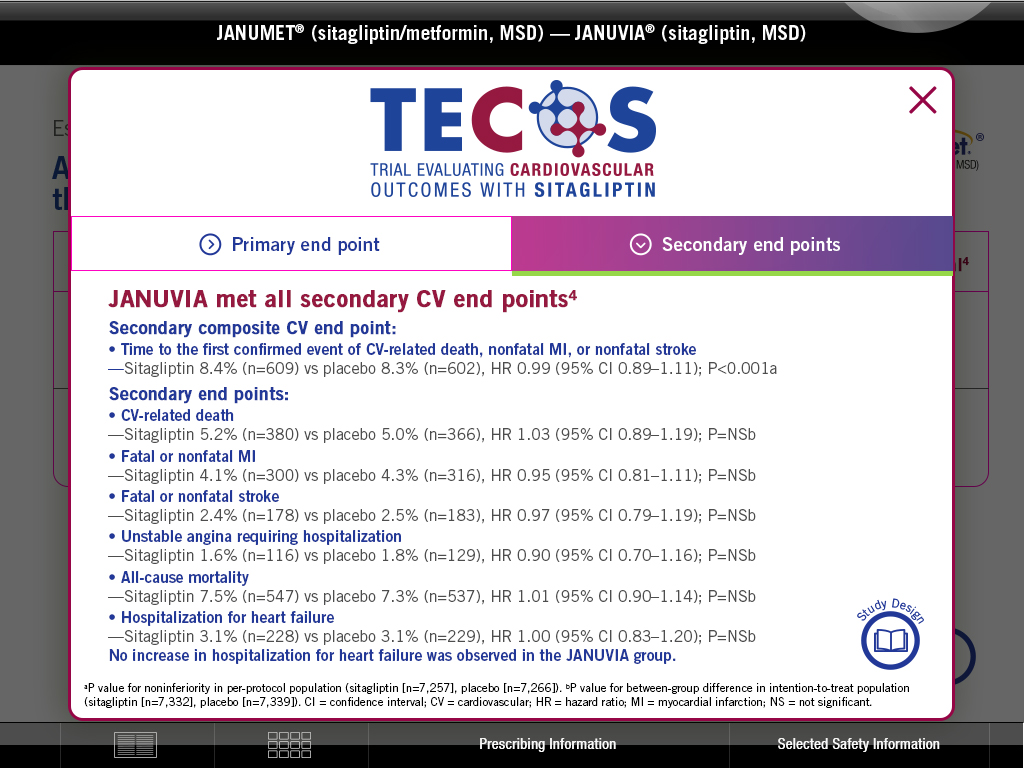 JANUMET® (sitagliptin/metformin, MSD) — JANUVIA® (sitagliptin, MSD)
TECOS
TRIAL EVALUATING CARDIOVASCULAR
OUTCOMES WITH SITAGLIPTIN
Primary end point
Secondary end points
JANUVIA met all secondary CV end points⁴
Secondary composite CV end point:
• Time to the first confirmed event of CV-related death, nonfatal MI, or nonfatal stroke
—Sitagliptin 8.4% (n=609) vs placebo 8.3% (n=602), HR 0.99 (95% CI 0.89–1.11); P<0.001a
Secondary end points:
• CV-related death
—Sitagliptin 5.2% (n=380) vs placebo 5.0% (n=366), HR 1.03 (95% CI 0.89–1.19); P=NSb
• Fatal or nonfatal MI
—Sitagliptin 4.1% (n=300) vs placebo 4.3% (n=316), HR 0.95 (95% CI 0.81–1.11); P=NSb
• Fatal or nonfatal stroke
—Sitagliptin 2.4% (n=178) vs placebo 2.5% (n=183), HR 0.97 (95% CI 0.79–1.19); P=NSb
• Unstable angina requiring hospitalization
—Sitagliptin 1.6% (n=116) vs placebo 1.8% (n=129), HR 0.90 (95% CI 0.70–1.16); P=NSb
• All-cause mortality
—Sitagliptin 7.5% (n=547) vs placebo 7.3% (n=537), HR 1.01 (95% CI 0.90–1.14); P=NSb
• Hospitalization for heart failure
—Sitagliptin 3.1% (n=228) vs placebo 3.1% (n=229), HR 1.00 (95% CI 0.83–1.20); P=NSb
No increase in hospitalization for heart failure was observed in the JANUVIA group.
Study Design
ᵃP value for noninferiority in per-protocol population (sitagliptin [n=7,257], placebo [n=7,266]). ᵇP value for between-group difference in intention-to-treat population
(sitagliptin [n=7,332], placebo [n=7,339]). CI = confidence interval; CV = cardiovascular; HR = hazard ratio; MI = myocardial infarction; NS = not significant.
Prescribing Information
Selected Safety Information